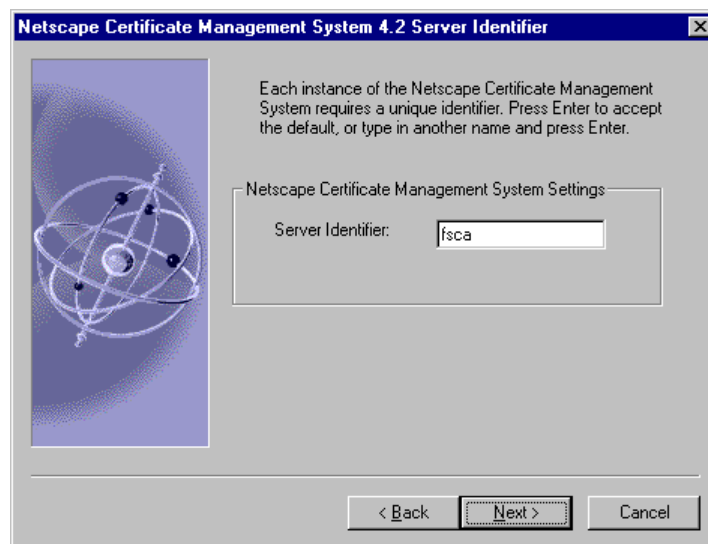 Netscape Certificate Management System 4.2 Server Identifier
Each instance of the Netscape Certificate Management
System requires a unique identifier. Press Enter to accept
the default, or type in another name and press Enter.
Netscape Certificate Management System Settings
Server Identifier:
fsca
< Back
Next >
Cancel